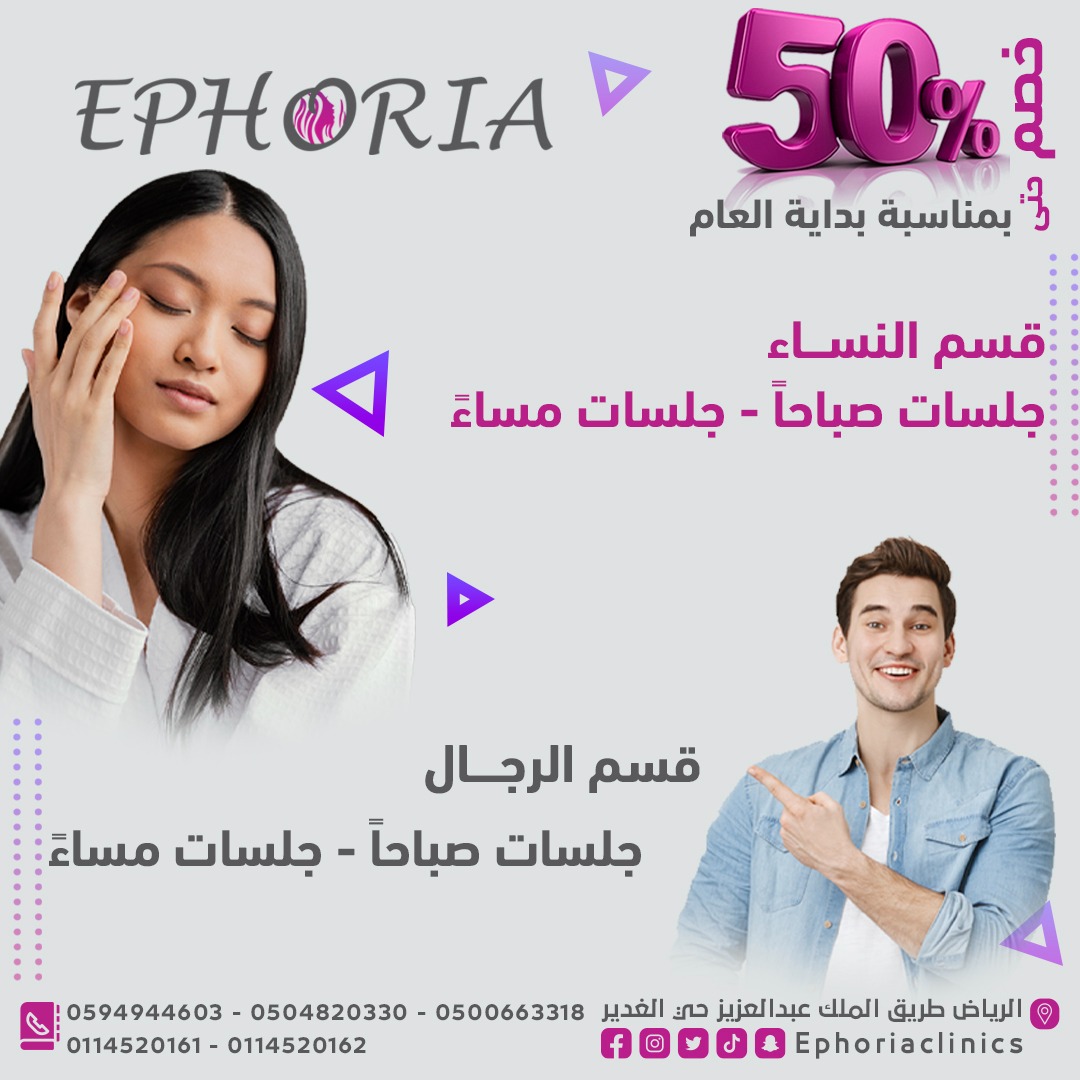 EPHORIA
خصم حتى
50%
بمناسبة بداية العام
قسم النســاء
جلسات صباحاً - جلسات مساءً
قسم الرجــال
جلسات صباحاً - جلسات مساءً
الرياض طريق الملك عبدالعزيز حي الغدير
0594944603 - 0504820330 - 0500663318
0114520161 - 0114520162
Ephoriaclinics